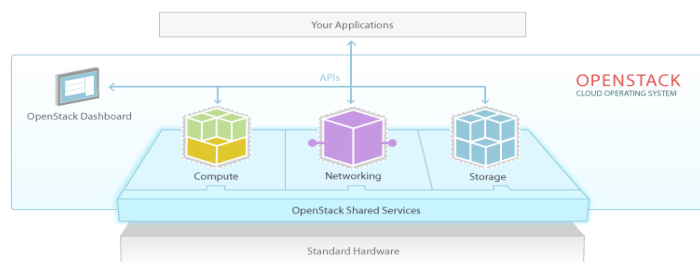 Your Applications
APIs
OPENSTACK
CLOUD OPERATING SYSTEM
OpenStack Dashboard
Compute
Networking
Storage
OpenStack Shared Services
Standard Hardware